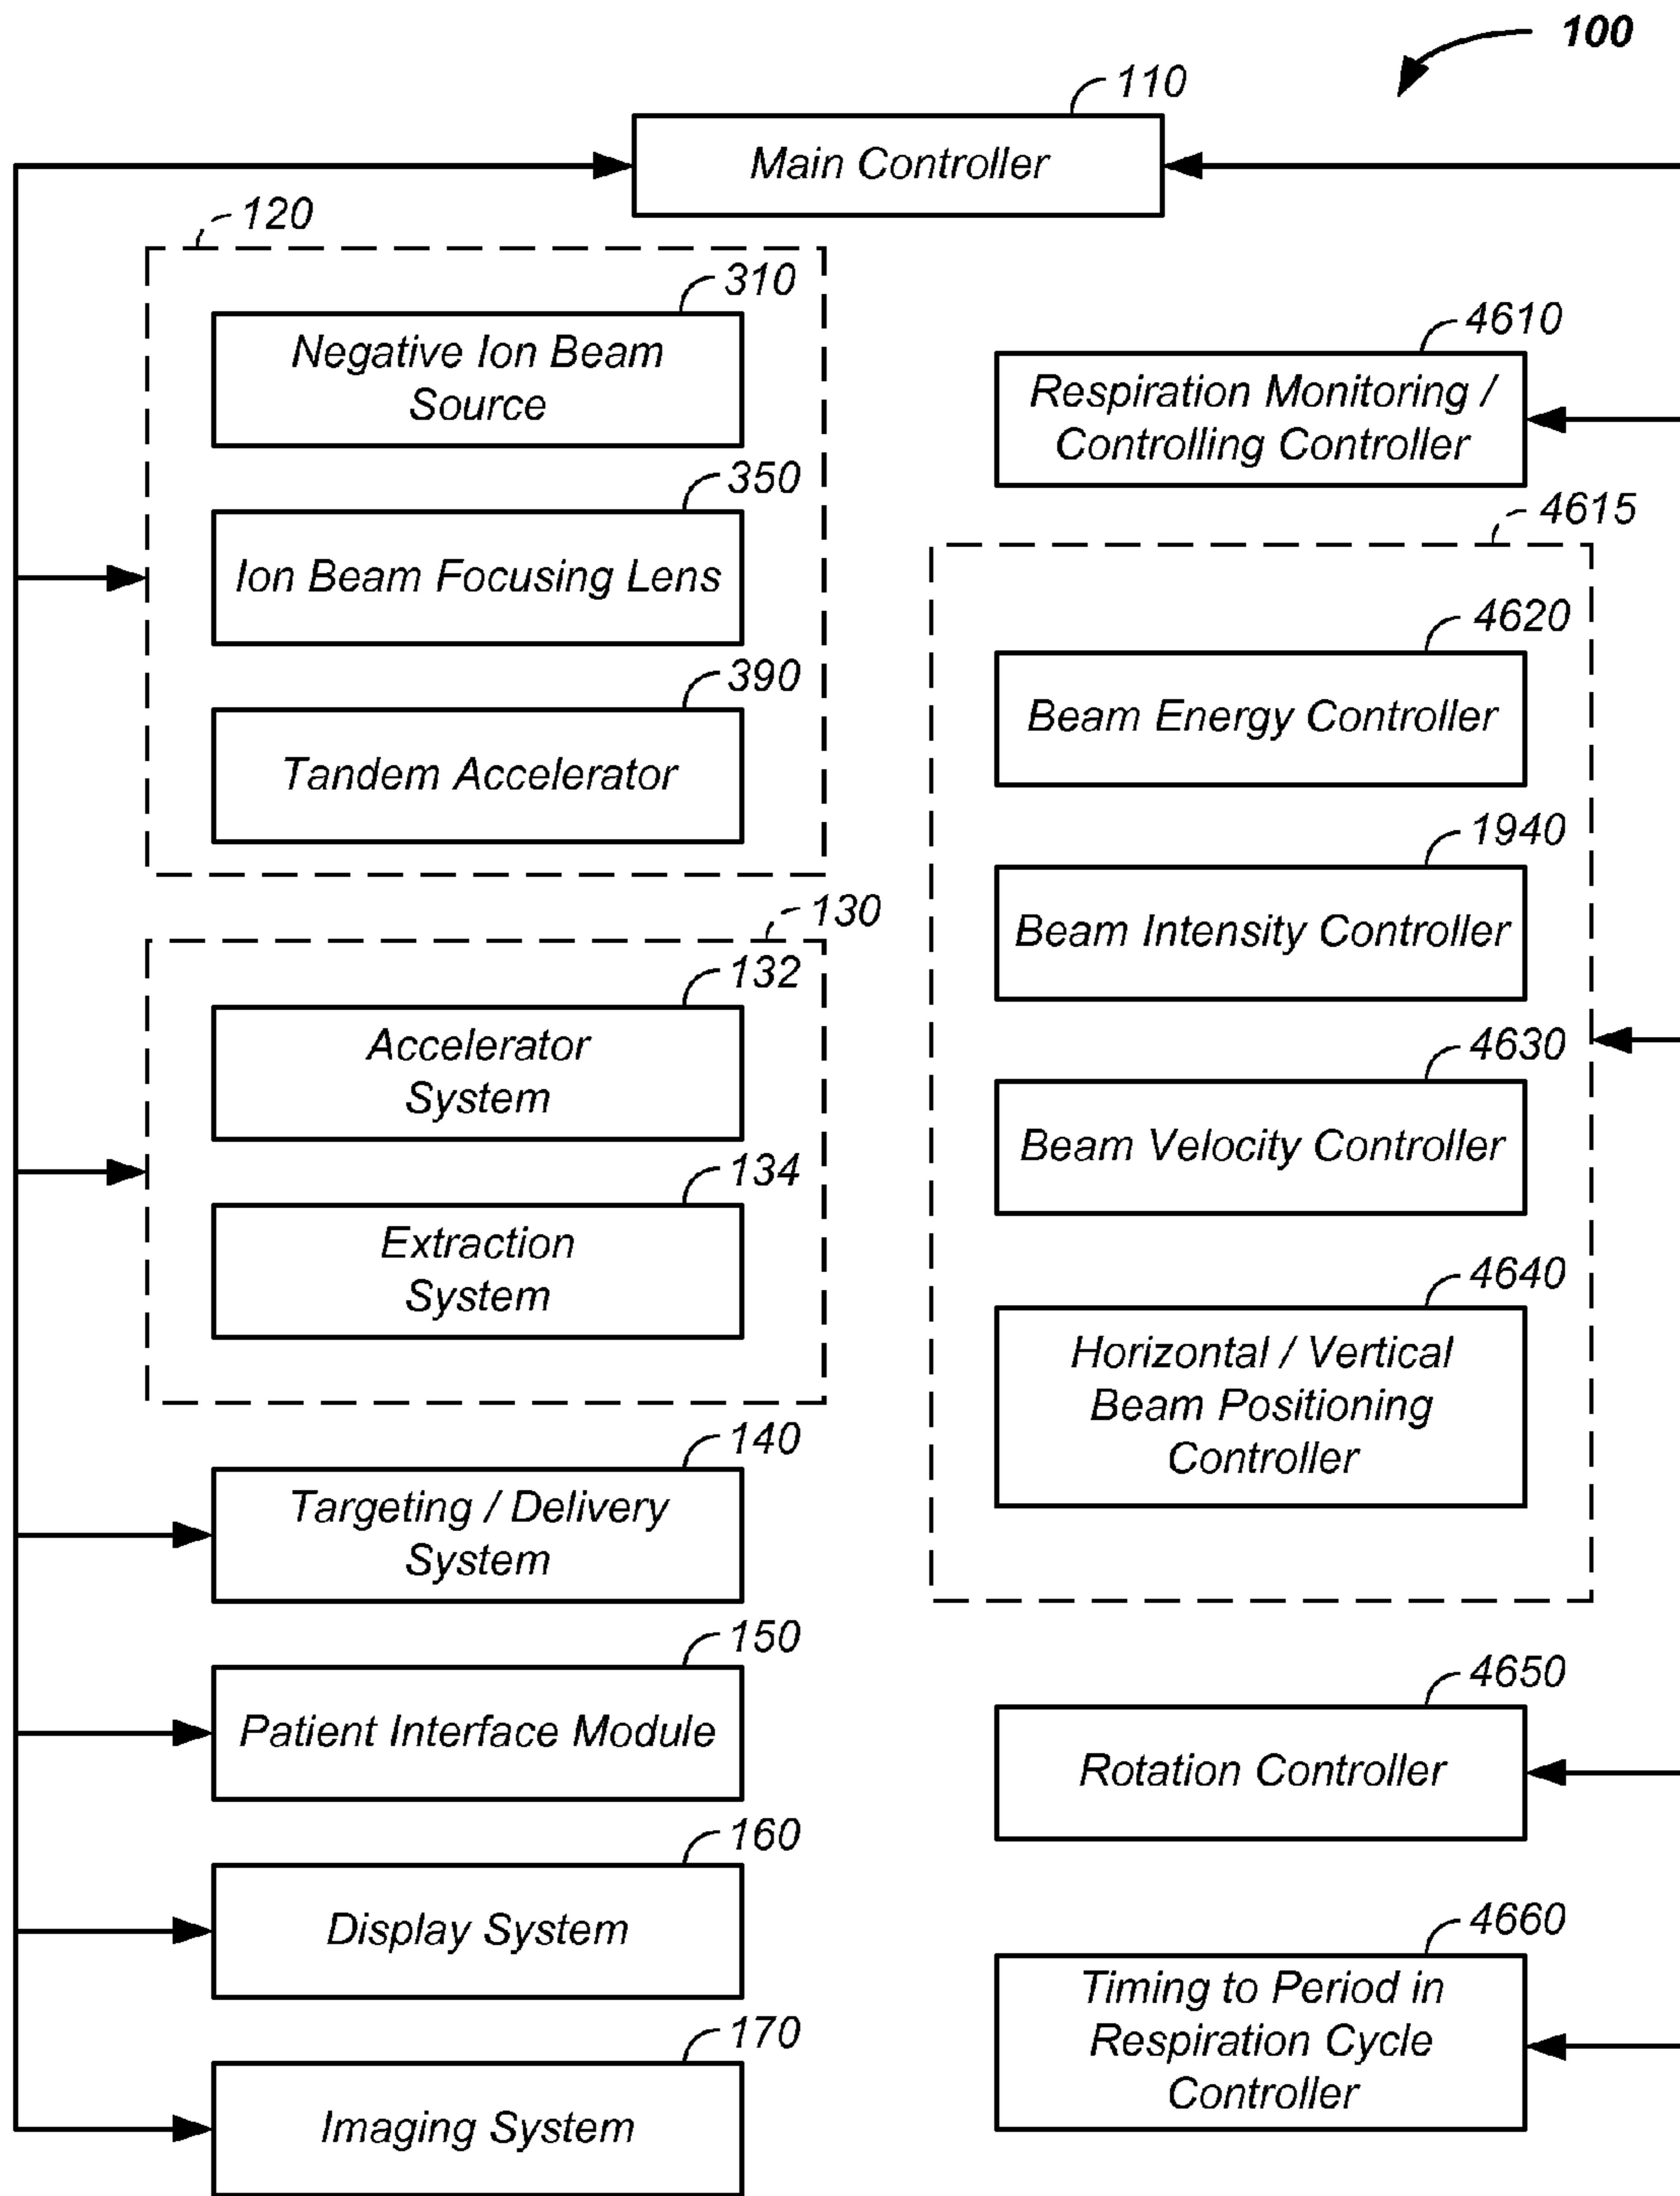 100
110
Main Controller
120
310
Negative Ion Beam
Source
350
Ion Beam Focusing Lens
390
Tandem Accelerator
130
132
Accelerator
System
134
Extraction
System
140
Targeting / Delivery
System
150
Patient Interface Module
160
Display System
170
Imaging System
4610
Respiration Monitoring /
Controlling Controller
4615
4620
Beam Energy Controller
1940
Beam Intensity Controller
4630
Beam Velocity Controller
4640
Horizontal / Vertical
Beam Positioning
Controller
4650
Rotation Controller
4660
Timing to Period in
Respiration Cycle
Controller